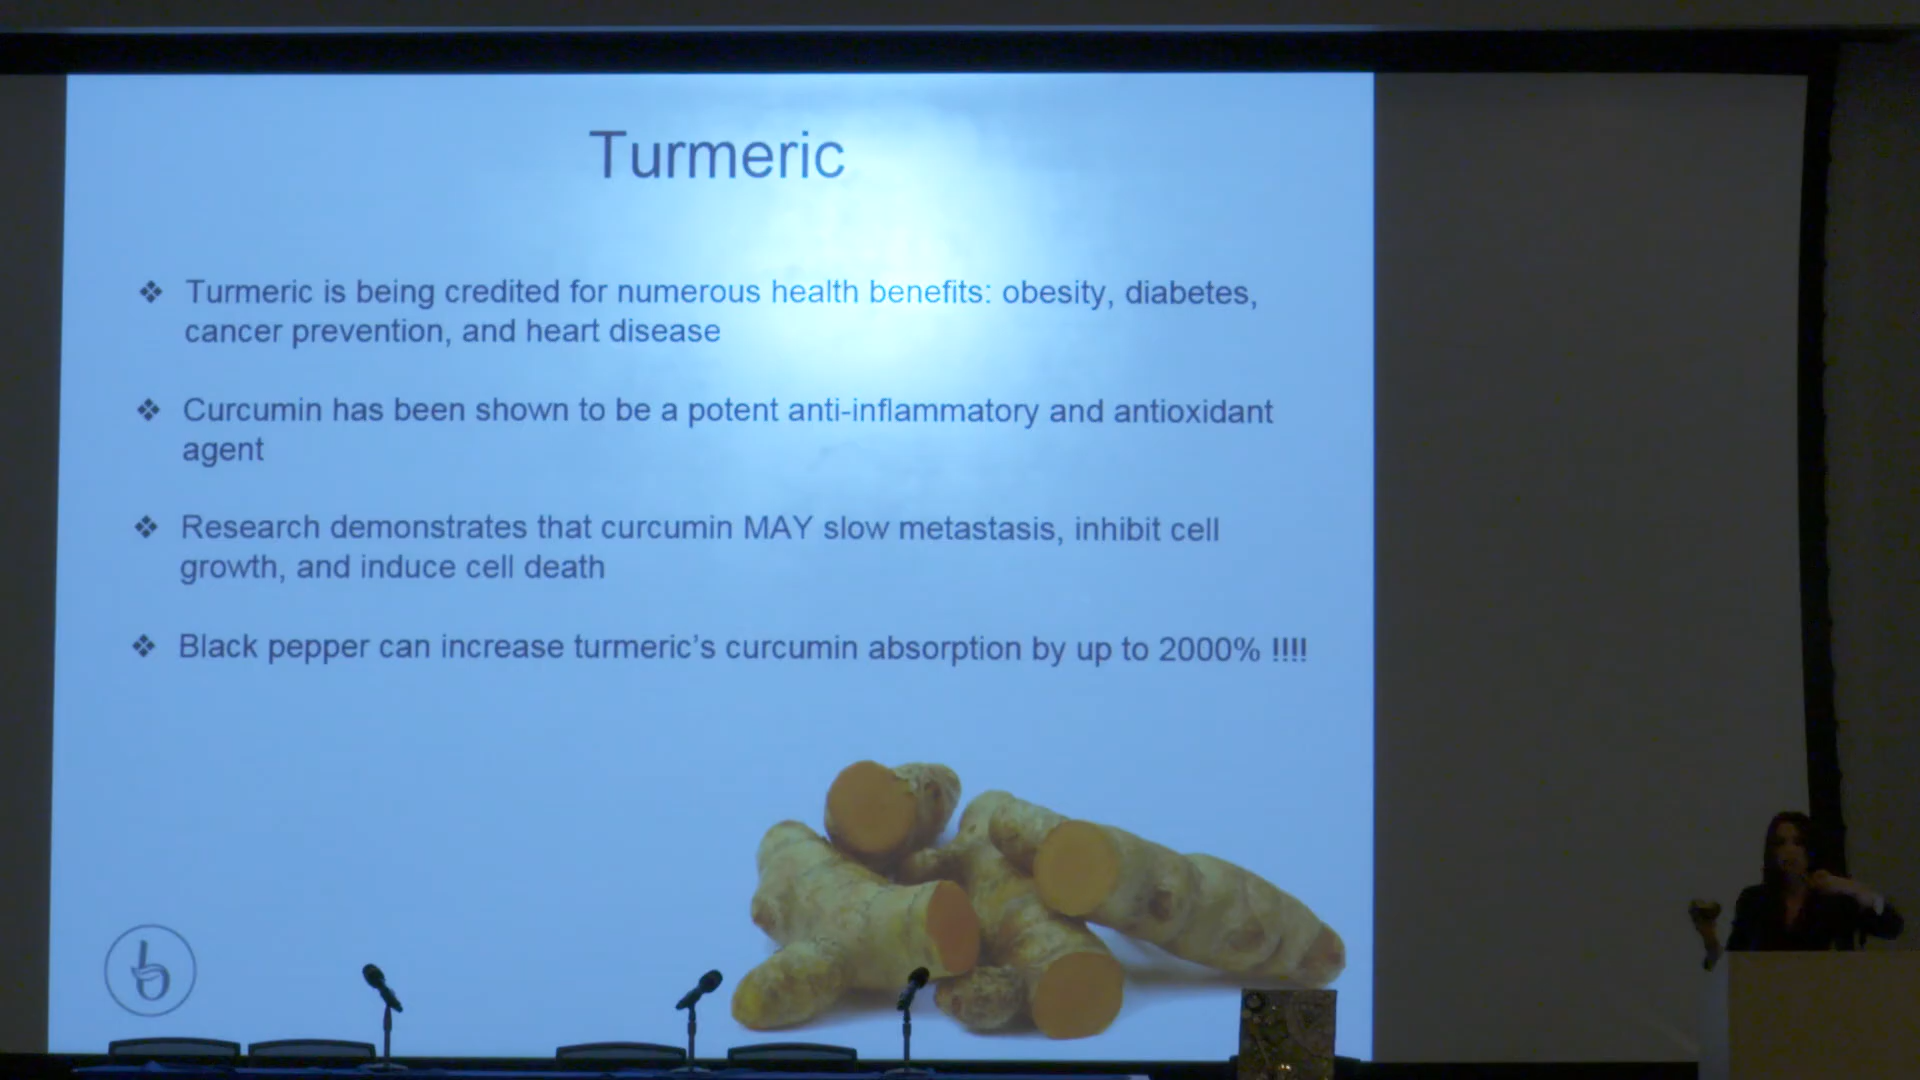 Turmeric
❖ Turmeric is being credited for numerous health benefits: obesity, diabetes,
cancer prevention, and heart disease
❖ Curcumin has been shown to be a potent anti-inflammatory and antioxidant
agent
❖ Research demonstrates that curcumin MAY slow metastasis, inhibit cell
growth, and induce cell death
❖ Black pepper can increase turmeric’s curcumin absorption by up to 2000% !!!!
b